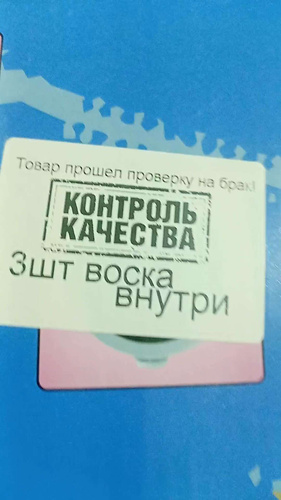 Товар прошел проверку на брак!
КОНТРОЛЬ
КАЧЕСТВА
3шт воска
внутри